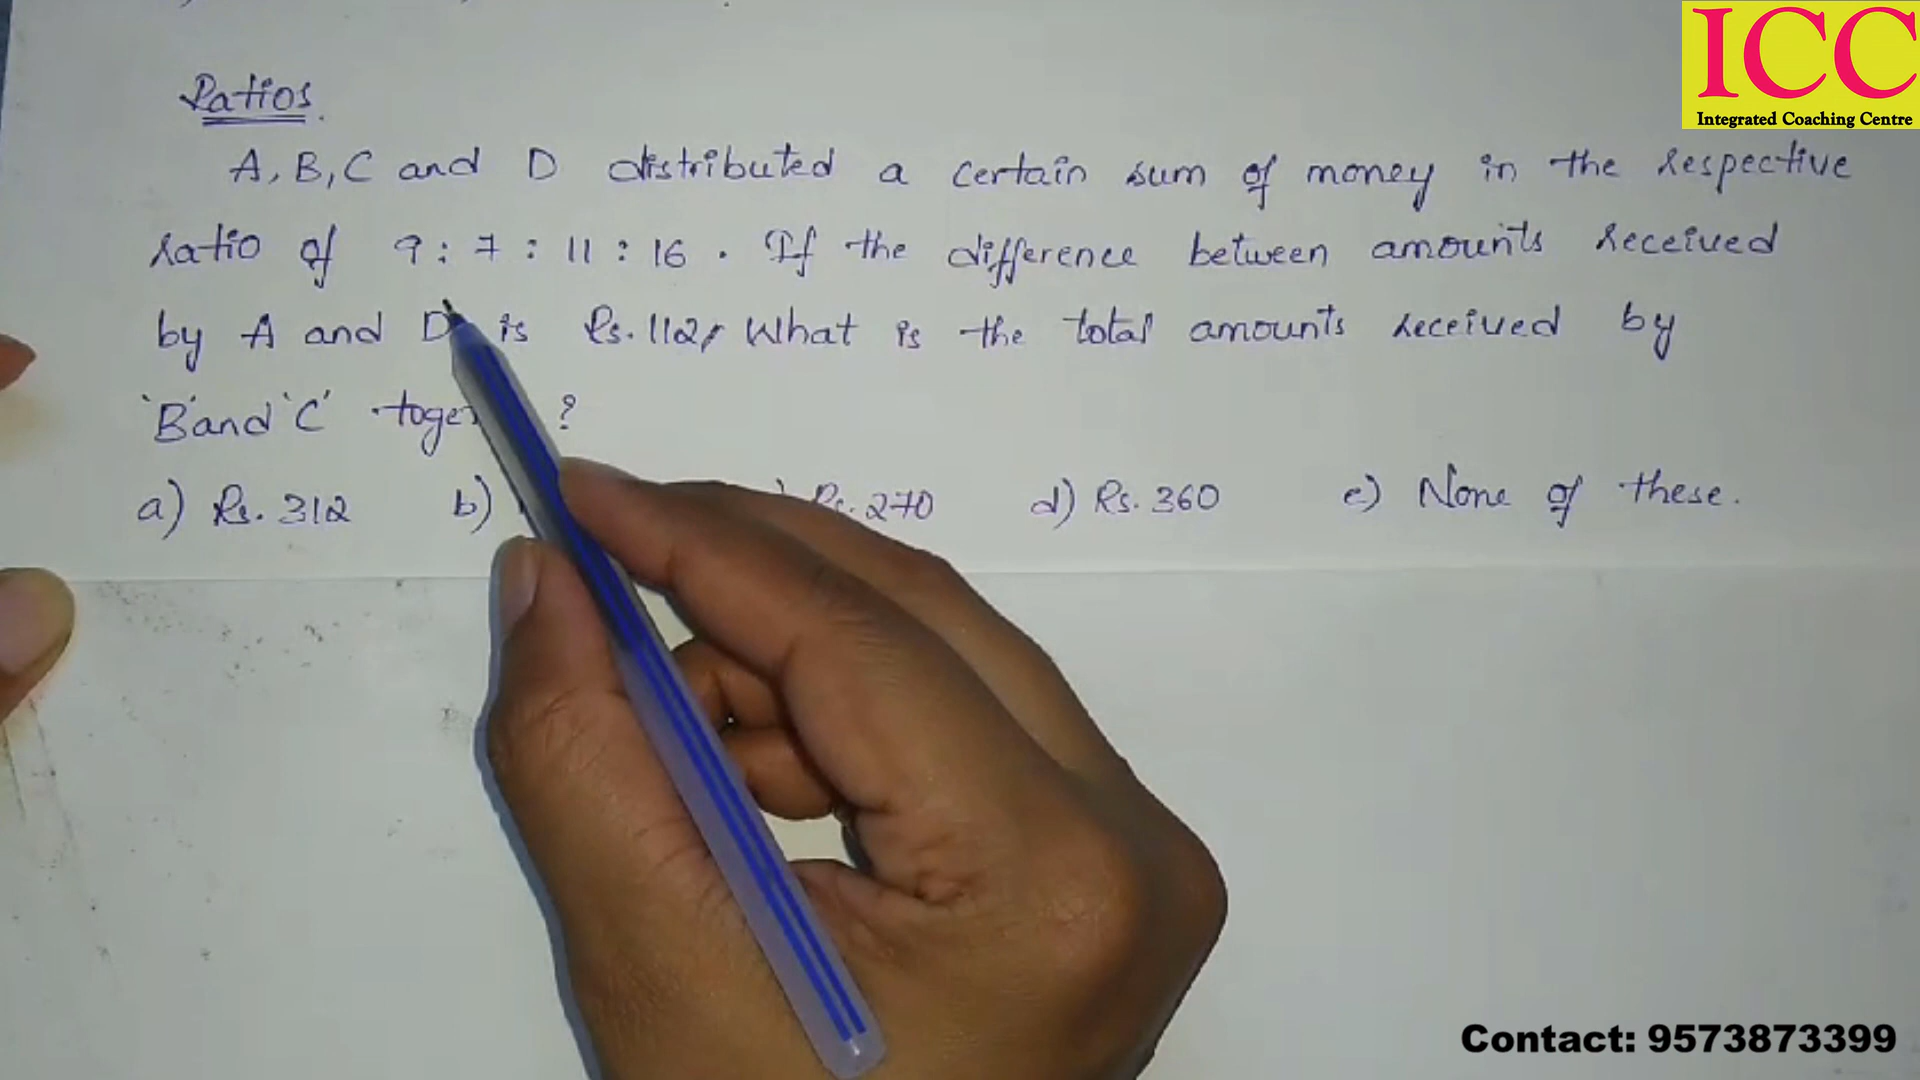 ICC
Integrated Coaching Centre
Ratios.
A, B, C and D distributed a certain sum of money in the respective
ratio of 9 : 7 : 11 : 16 . If the difference between amounts received
by A and D is Rs. 112, What is the total amounts received by
'B' and 'C' ?
a) Rs. 312 b) Rs. 270 d) Rs. 360 e) None of these.
Contact: 9573873399